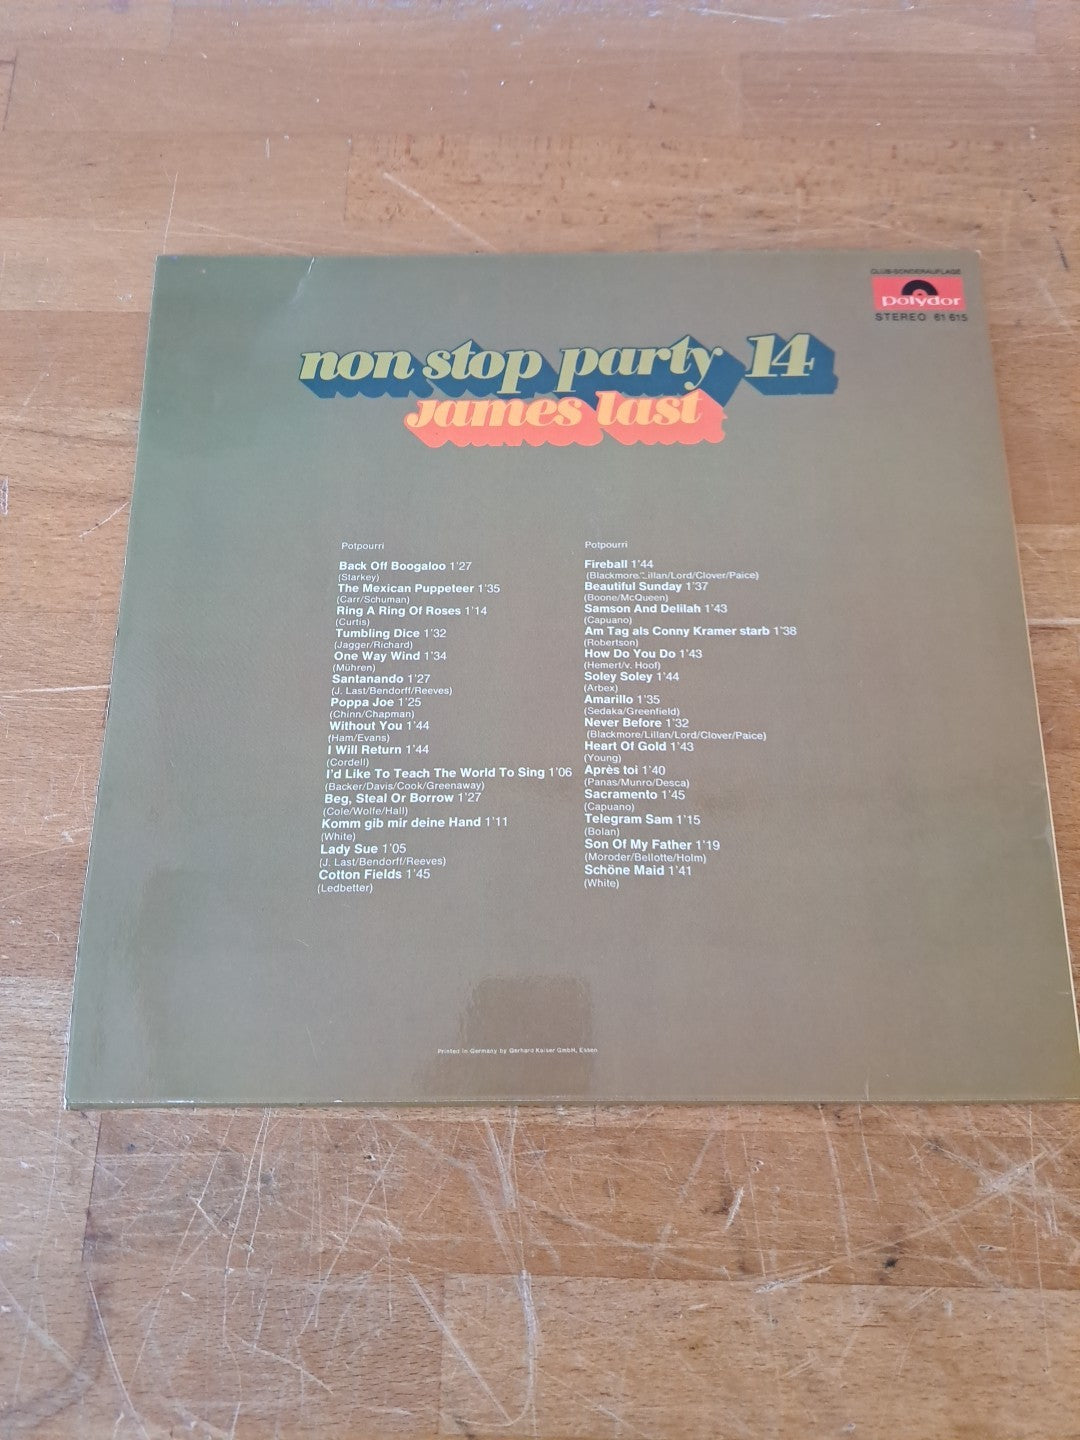 CLUB-SONDERAUFLAGE
polydor
STEREO 61 615
non stop party 14
James last
Potpourri
Back Off Boogaloo 1'27
(Starkey)
The Mexican Puppeteer 1'35
(Carr/Schuman)
Ring A Ring Of Roses 1'14
(Curtis)
Tumbling Dice 1'32
(Jagger/Richard)
One Way Wind 1'34
(Mühren)
Santanando 1'27
(J. Last/Bendorff/Reeves)
Poppa Joe 1'25
(Chinn/Chapman)
Without You 1'44
(Ham/Evans)
I Will Return 1'44
(Cordell)
I'd Like To Teach The World To Sing 1'06
(Backer/Davis/Cook/Greenaway)
Beg, Steal Or Borrow 1'27
(Cole/Wolfe/Hall)
Komm gib mir deine Hand 1'11
(White)
Lady Sue 1'05
(J. Last/Bendorff/Reeves)
Cotton Fields 1'45
(Ledbetter)
Potpourri
Fireball 1'44
(Blackmore/Lillan/Lord/Clover/Paice)
Beautiful Sunday 1'37
(Boone/McQueen)
Samson And Delilah 1'43
(Capuano)
Am Tag als Conny Kramer starb 1'38
(Robertson)
How Do You Do 1'43
(Hemert/v. Hoof)
Soley Soley 1'44
(Arbex)
Amarillo 1'35
(Sedaka/Greenfield)
Never Before 1'32
(Blackmore/Lillan/Lord/Clover/Paice)
Heart Of Gold 1'43
(Young)
Après toi 1'40
(Panas/Munro/Desca)
Sacramento 1'45
(Capuano)
Telegram Sam 1'15
(Bolan)
Son Of My Father 1'19
(Moroder/Bellotte/Holm)
Schöne Maid 1'41
(White)
Printed in Germany by Gerhard Kaiser GmbH, Essen